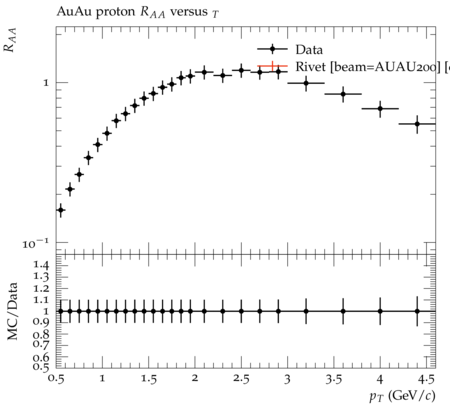 AuAu proton R_AA versus _T
R_AA
Data
Rivet [beam=AUAU200] [
1
10^−1
MC/Data
1.4
1.3
1.2
1.1
1
0.9
0.8
0.7
0.6
0.5
0.5 1 1.5 2 2.5 3 3.5 4 4.5
p_T (GeV/c)